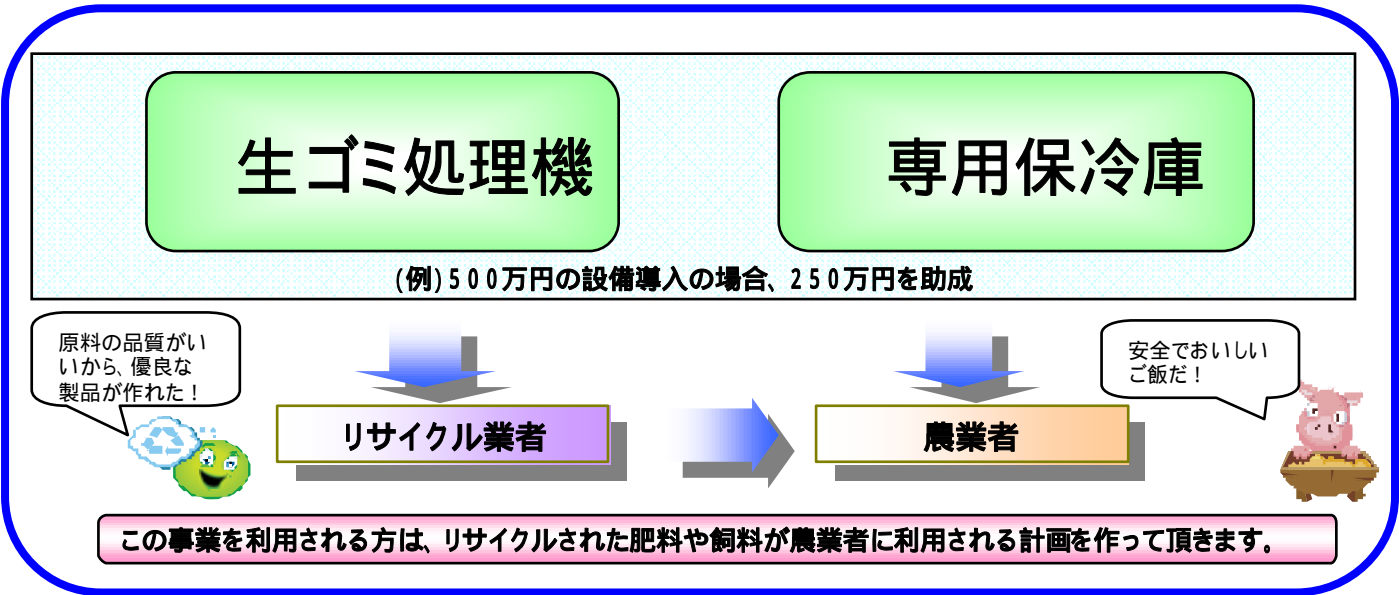 生ゴミ処理機
専用保冷庫
(例)500万円の設備導入の場合、250万円を助成
原料の品質がい
いから、優良な
製品が作れた！
安全でおいしい
ご飯だ！
リサイクル業者
農業者
この事業を利用される方は、リサイクルされた肥料や飼料が農業者に利用される計画を作って頂きます。